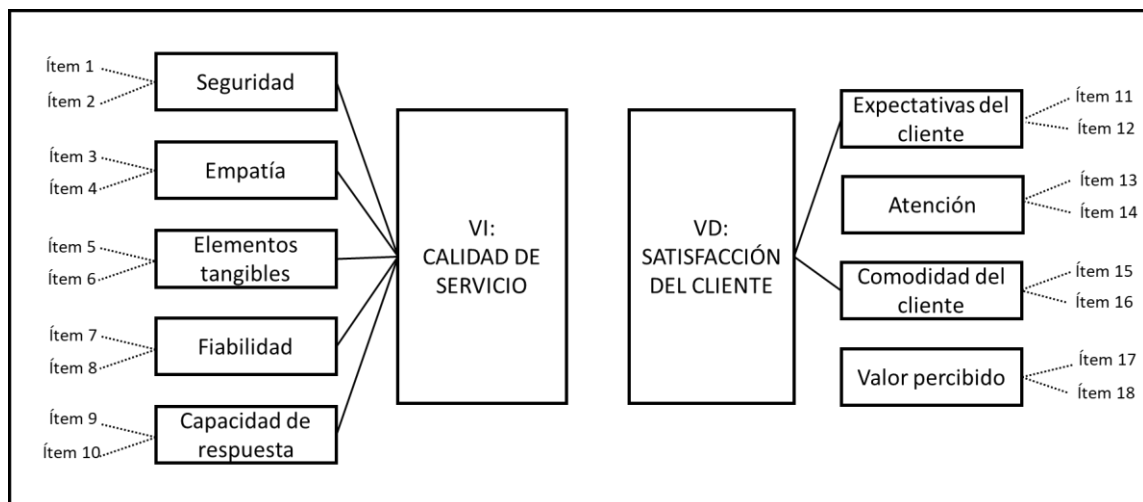 Ítem 1
Ítem 2
Seguridad
Ítem 3
Ítem 4
Empatía
Ítem 5
Ítem 6
Elementos
tangibles
Ítem 7
Ítem 8
Fiabilidad
Ítem 9
Ítem 10
Capacidad de
respuesta
VI:
CALIDAD DE
SERVICIO
VD:
SATISFACCIÓN
DEL CLIENTE
Expectativas del
cliente
Ítem 11
Ítem 12
Atención
Ítem 13
Ítem 14
Comodidad del
cliente
Ítem 15
Ítem 16
Valor percibido
Ítem 17
Ítem 18